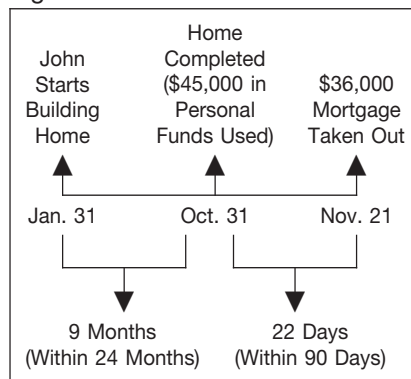 John
Starts
Building
Home
Home
Completed
($45,000 in
Personal
Funds Used)
$36,000
Mortgage
Taken Out
Jan. 31
Oct. 31
Nov. 21
9 Months
(Within 24 Months)
22 Days
(Within 90 Days)